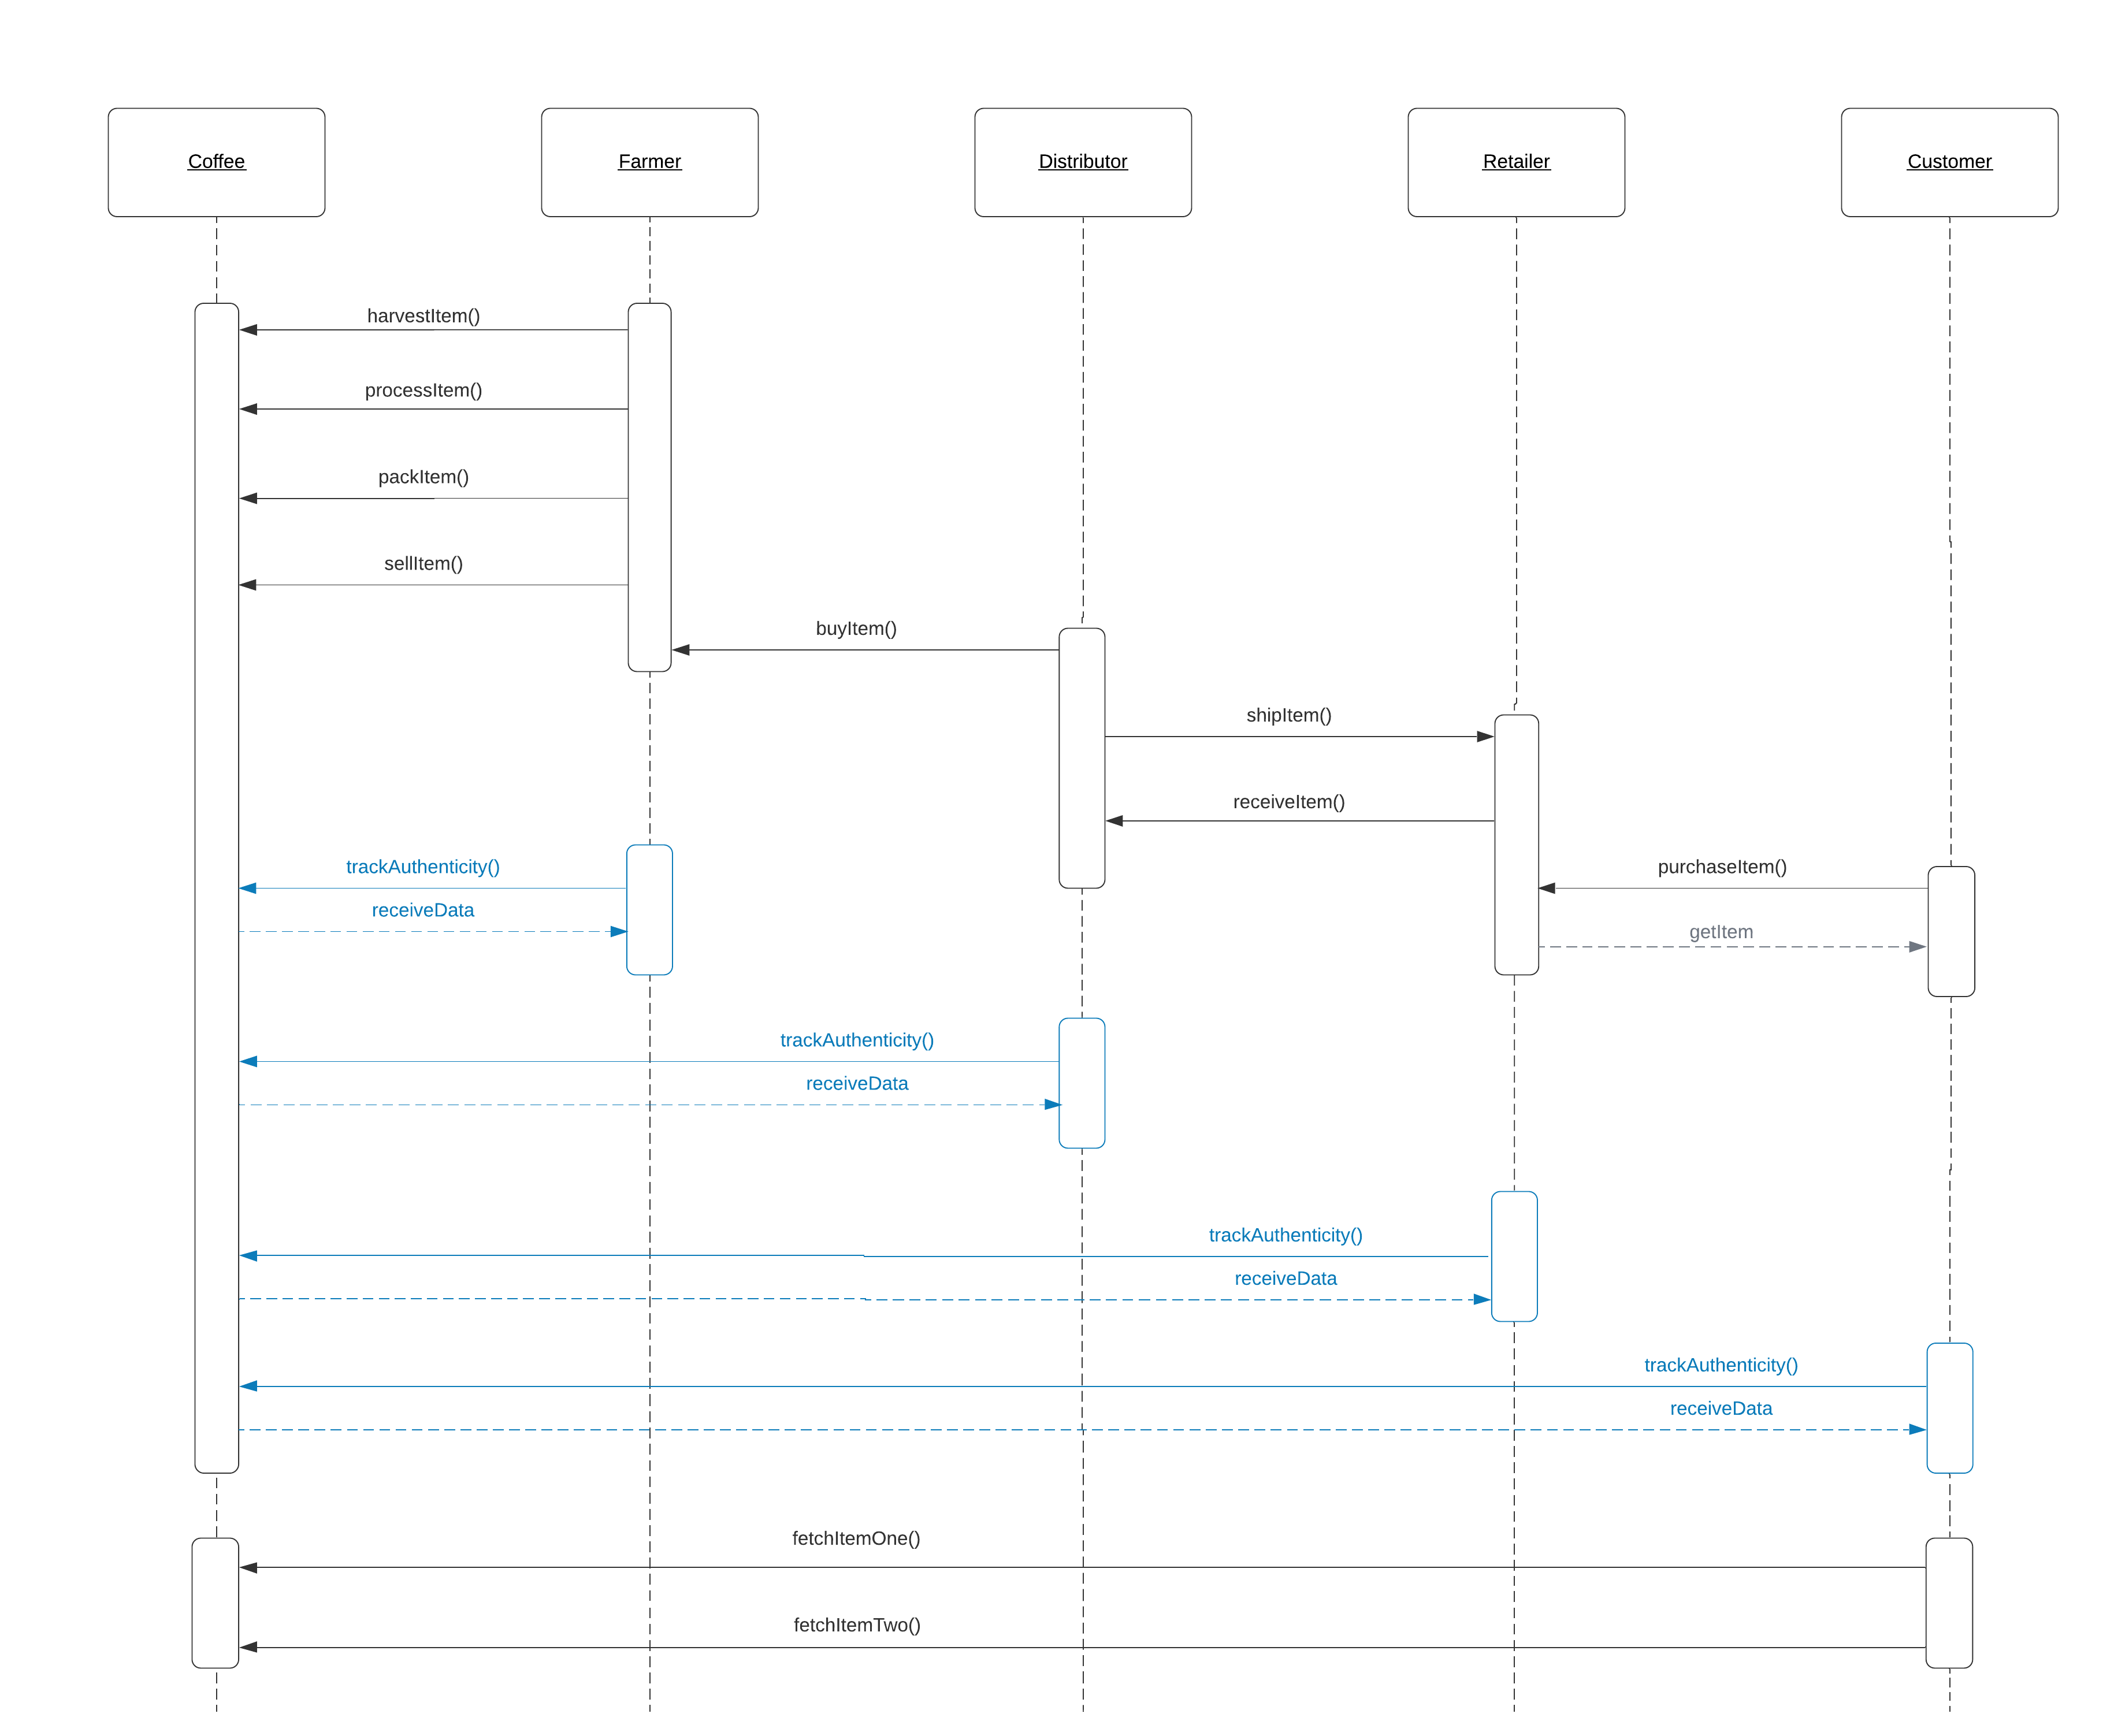 Coffee
Farmer
Distributor
Retailer
Customer
harvestItem()
processItem()
packItem()
sellItem()
buyItem()
shipItem()
receiveItem()
trackAuthenticity()
purchaseItem()
receiveData
getItem
trackAuthenticity()
receiveData
trackAuthenticity()
receiveData
trackAuthenticity()
receiveData
fetchItemOne()
fetchItemTwo()